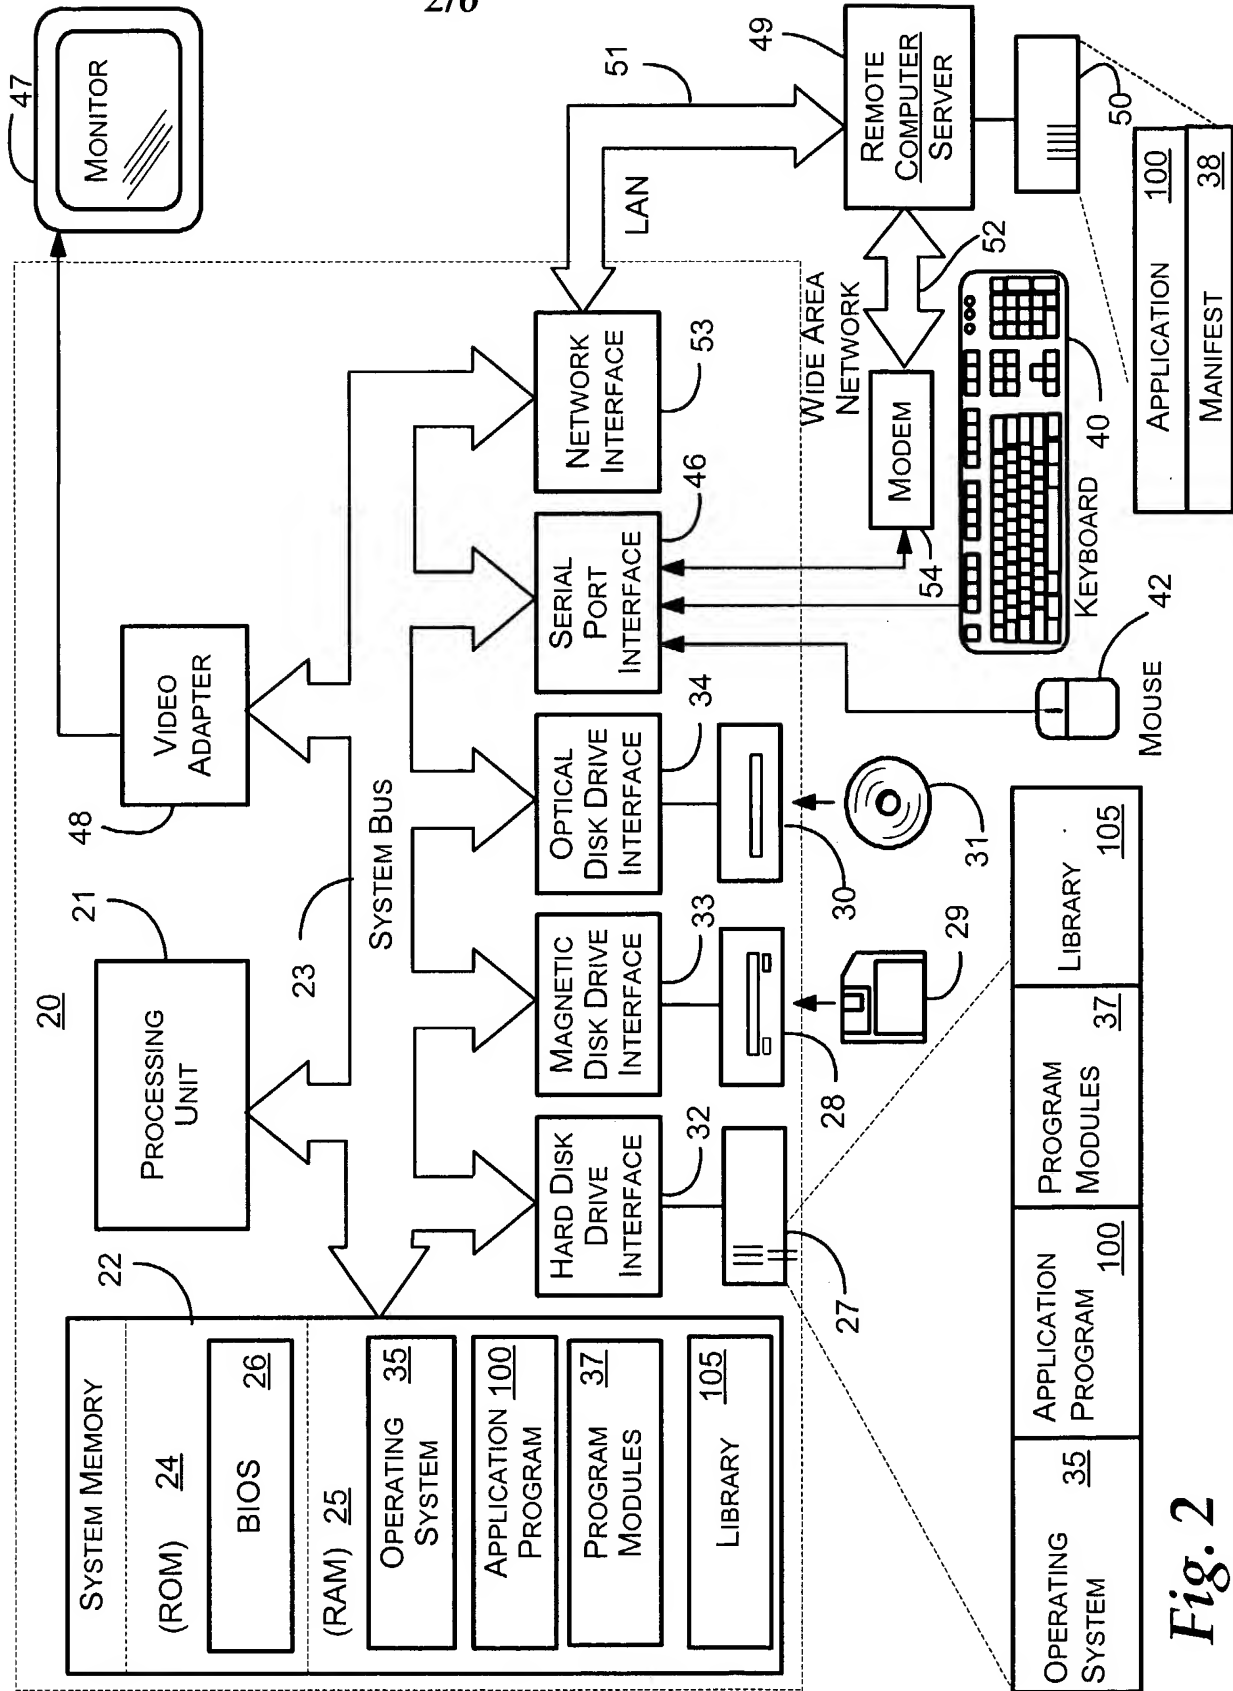 2/6
20
SYSTEM MEMORY
22
(ROM) 24
BIOS 26
(RAM) 25
OPERATING 35
SYSTEM
APPLICATION 100
PROGRAM
PROGRAM 37
MODULES
LIBRARY 105
PROCESSING
UNIT
21
VIDEO
ADAPTER
48
MONITOR
47
23
SYSTEM BUS
HARD DISK
DRIVE
INTERFACE
32
MAGNETIC
DISK DRIVE
INTERFACE
33
OPTICAL
DISK DRIVE
INTERFACE
34
SERIAL
PORT
INTERFACE
46
NETWORK
INTERFACE
53
LAN
51
27
28
29
30
31
MODEM
54
WIDE AREA
NETWORK
52
REMOTE
COMPUTER
SERVER
49
50
KEYBOARD
40
MOUSE
42
OPERATING
SYSTEM 35
APPLICATION
PROGRAM 100
PROGRAM
MODULES 37
LIBRARY 105
APPLICATION 100
MANIFEST 38
Fig. 2